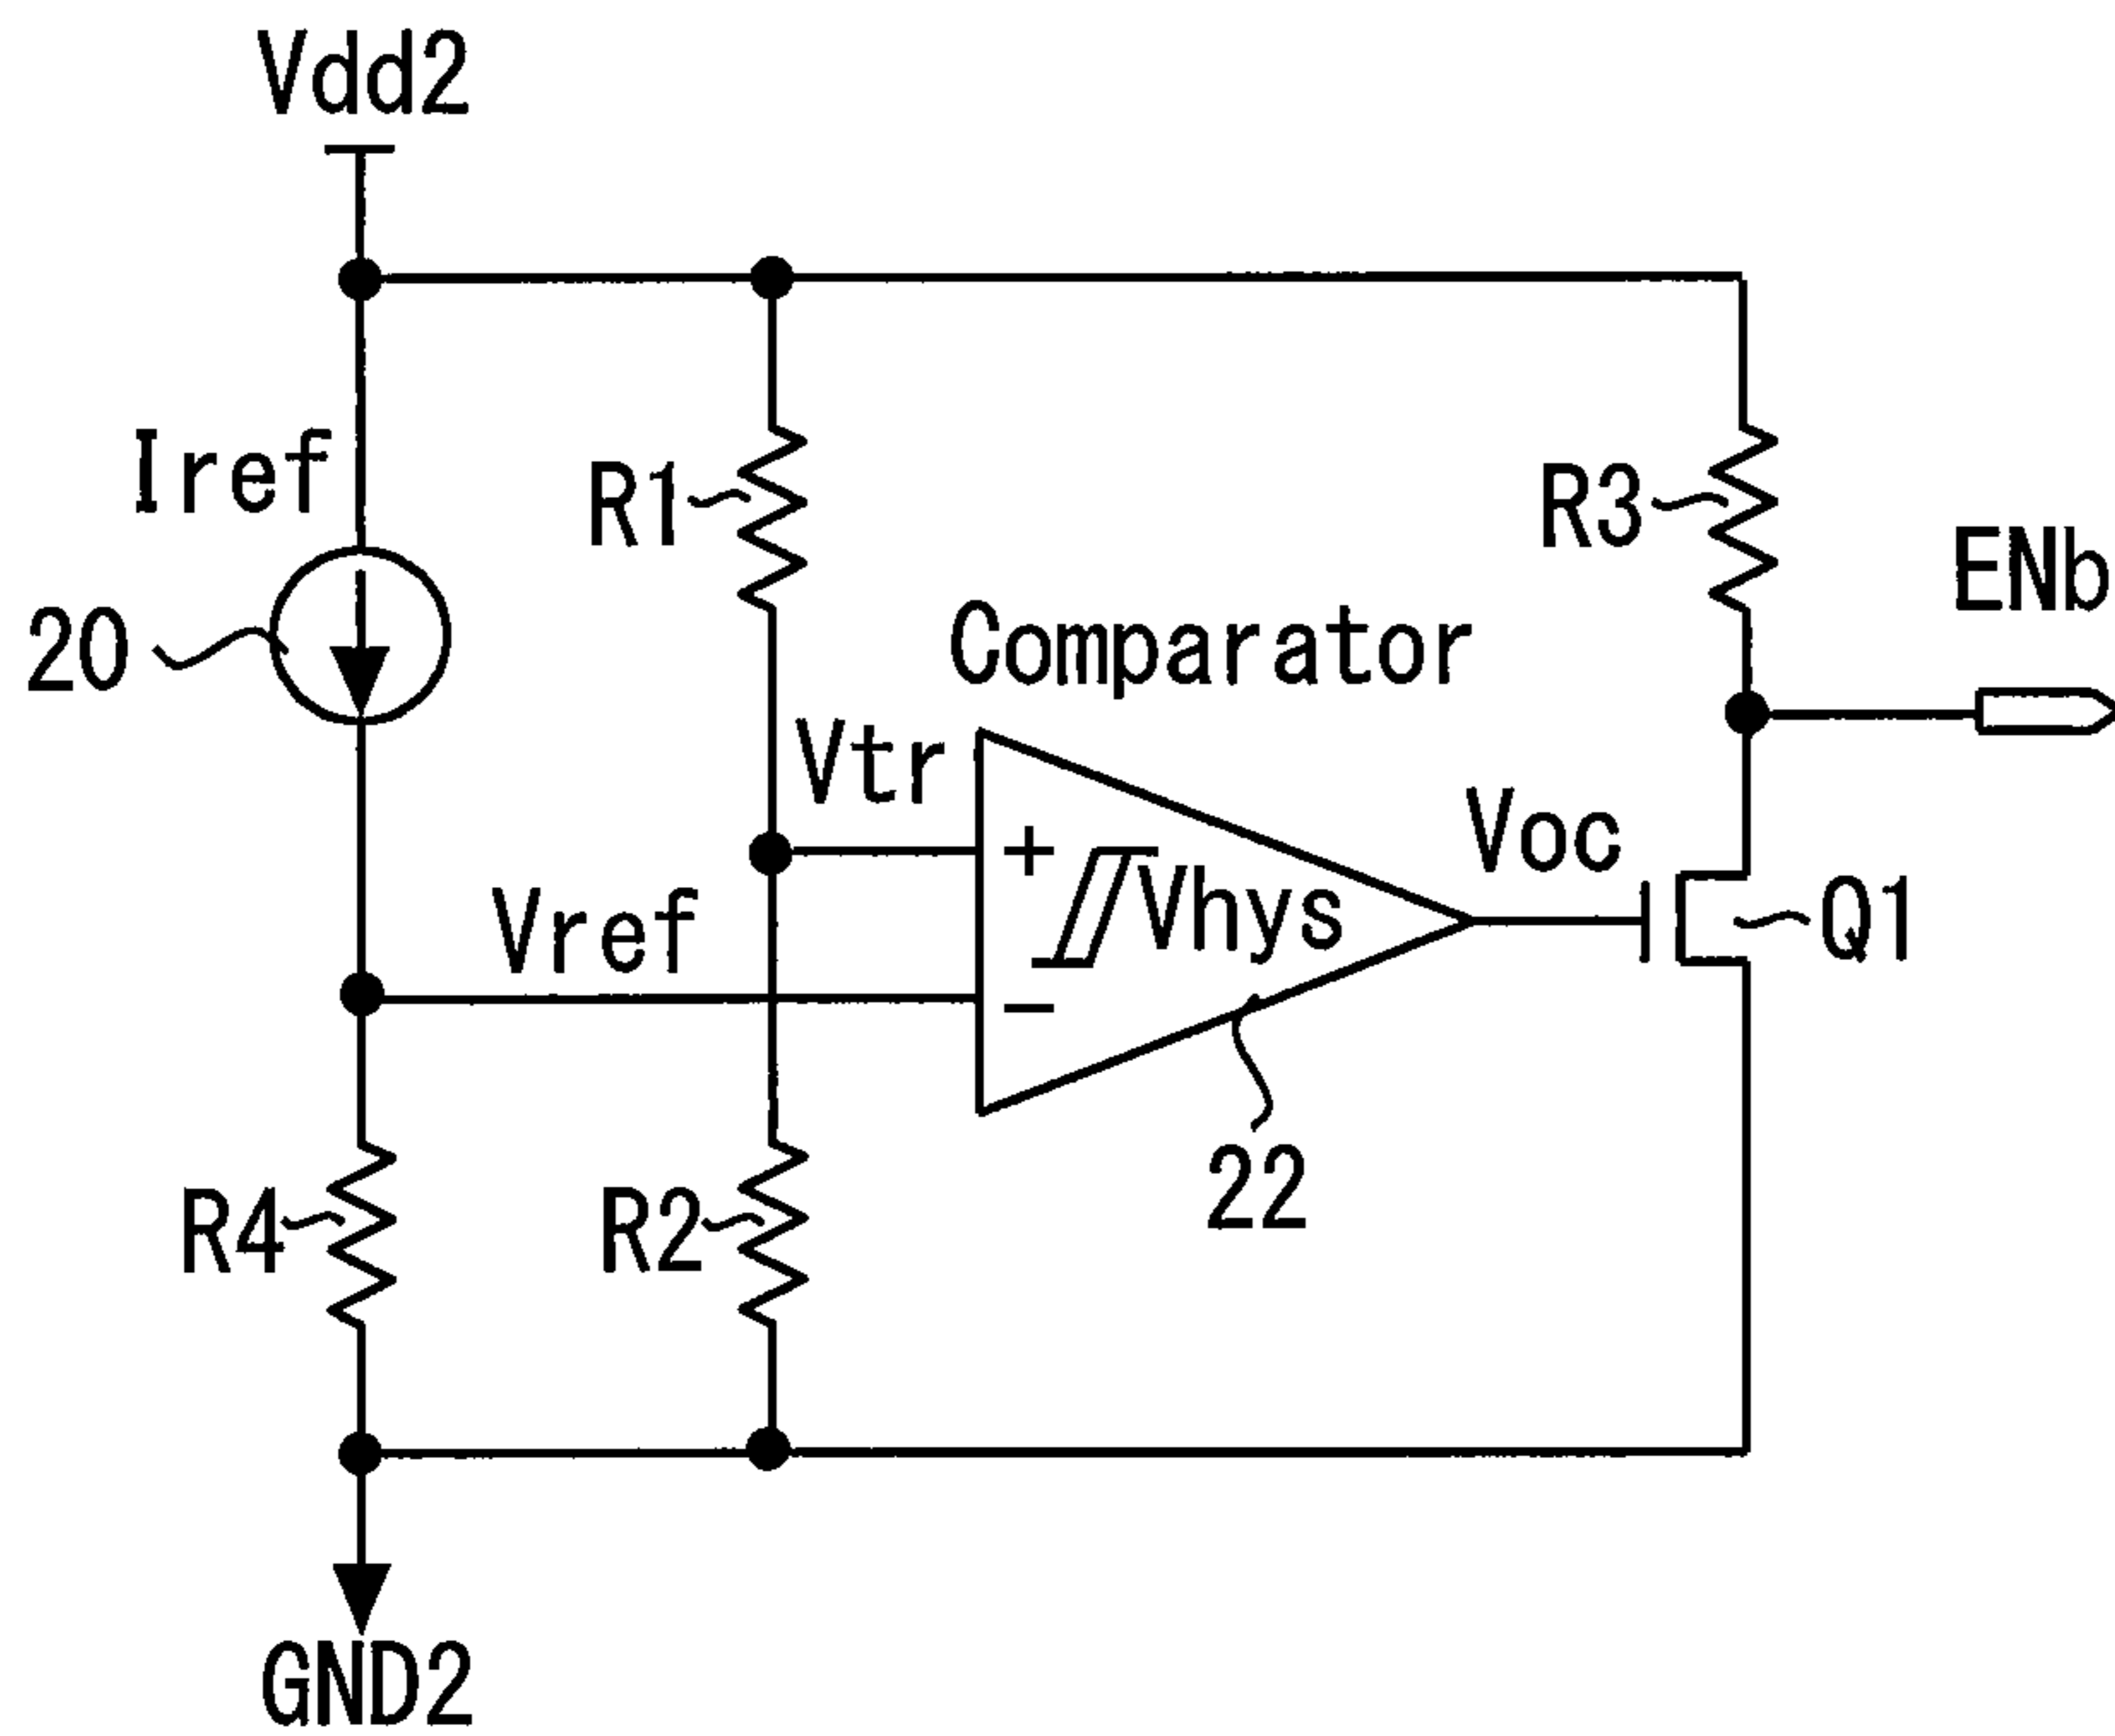 Vdd2
Iref
R1
R3
ENb
20
Comparator
Vtr
Voc
+
Vhys
Q1
Vref
−
R4
R2
22
GND2